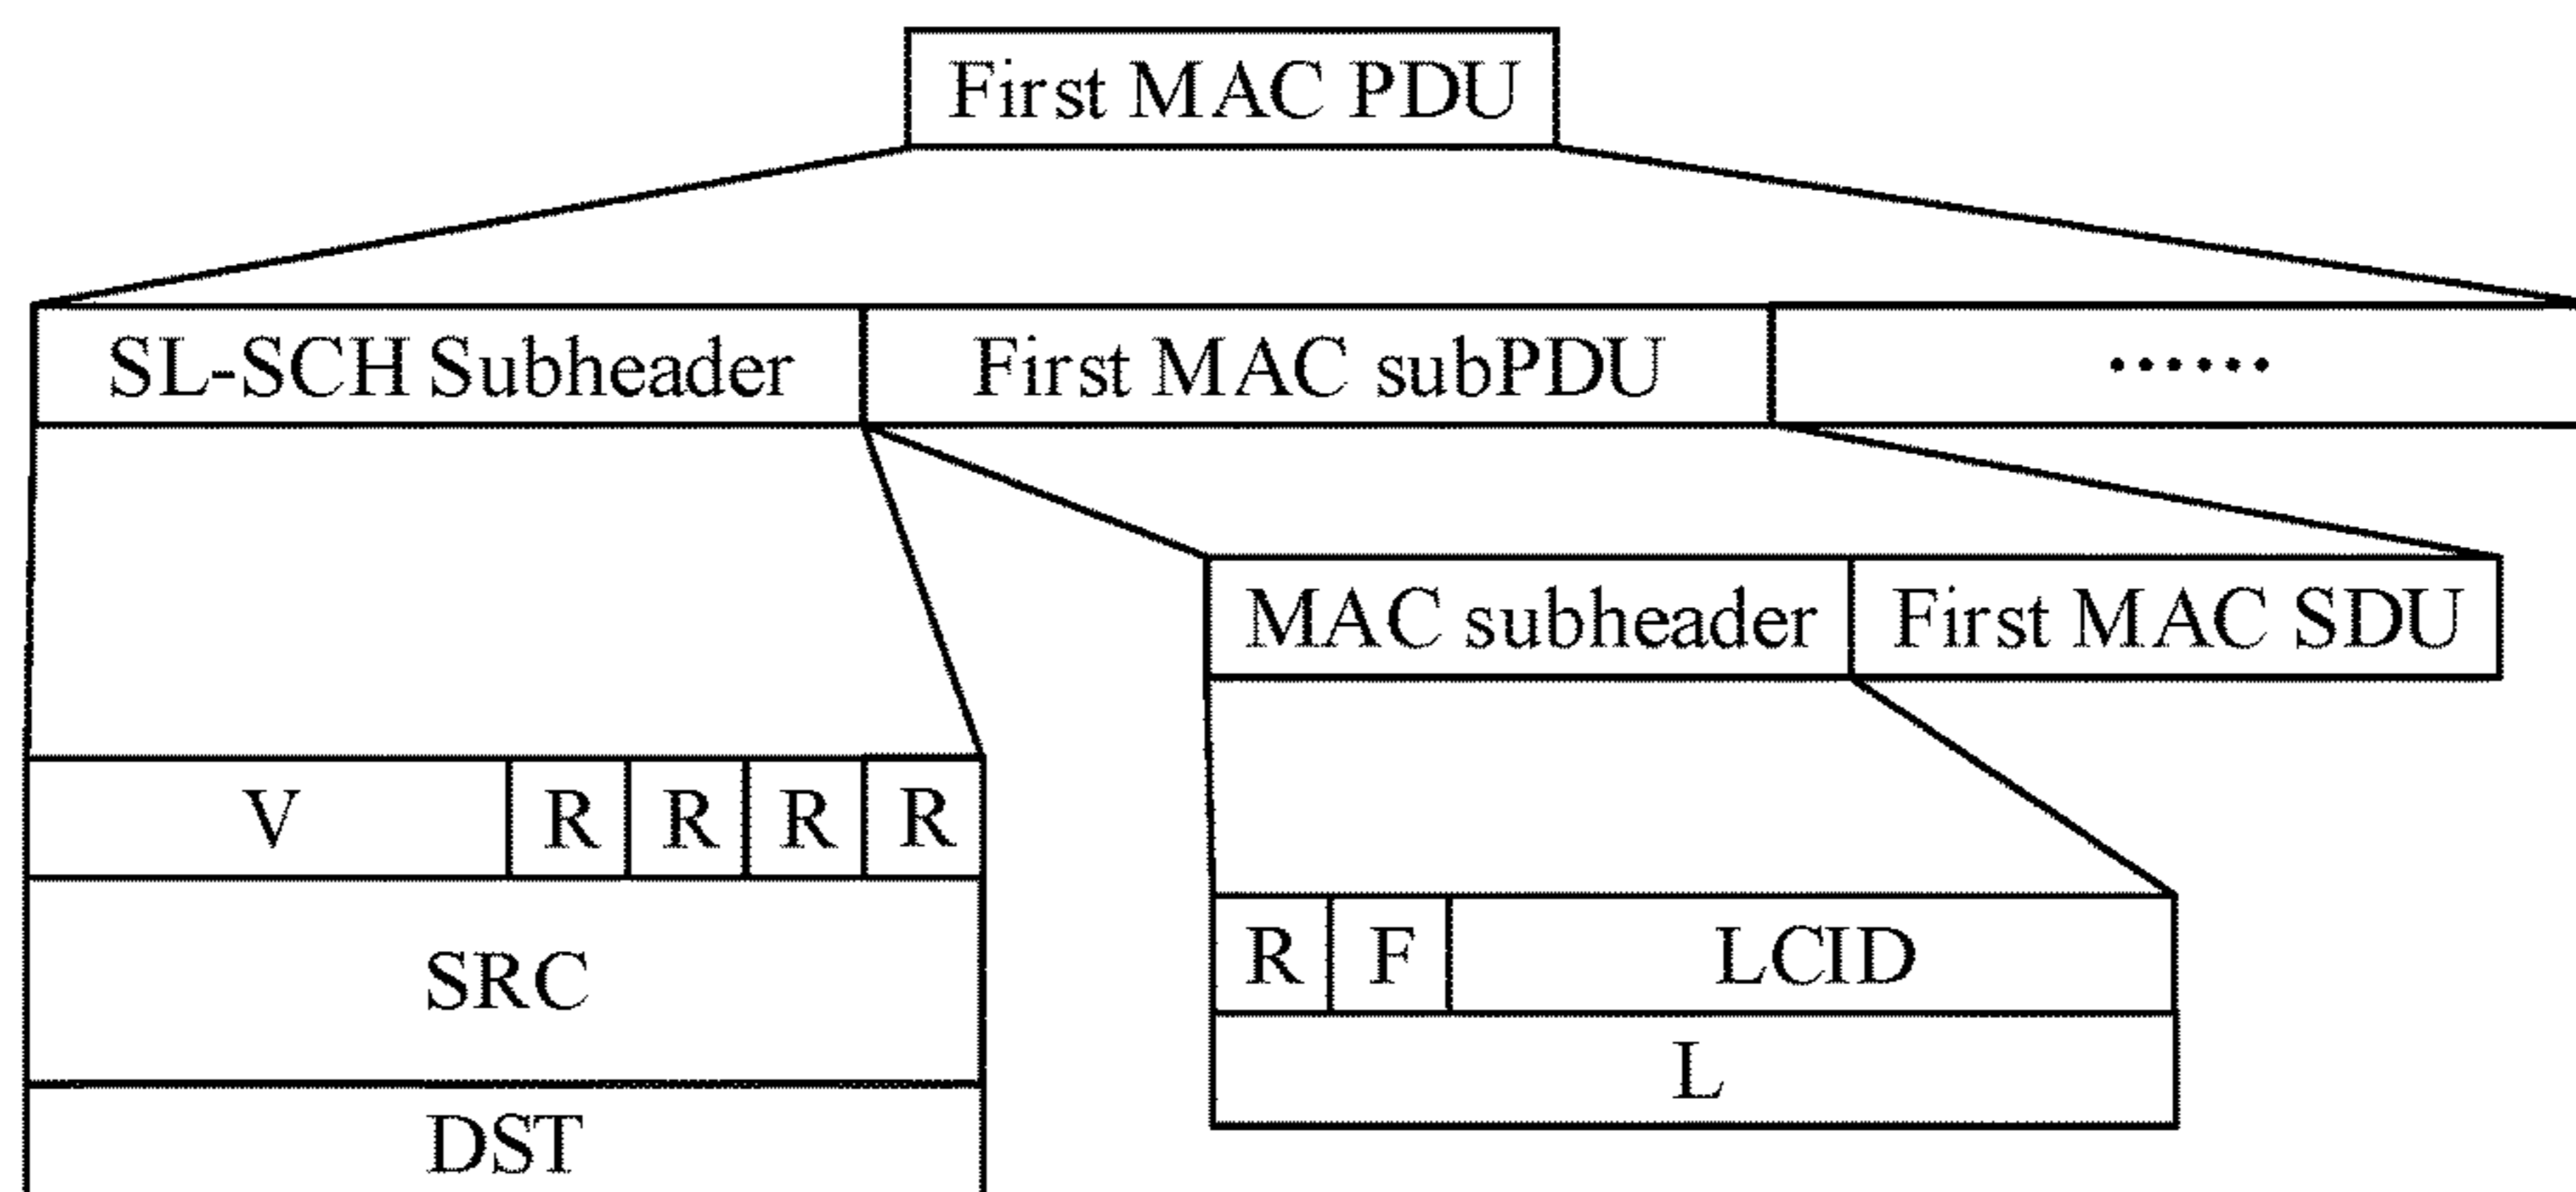 First MAC PDU
SL-SCH Subheader First MAC subPDU ······
MAC subheader First MAC SDU
V R R R R
SRC
DST
R F LCID
L